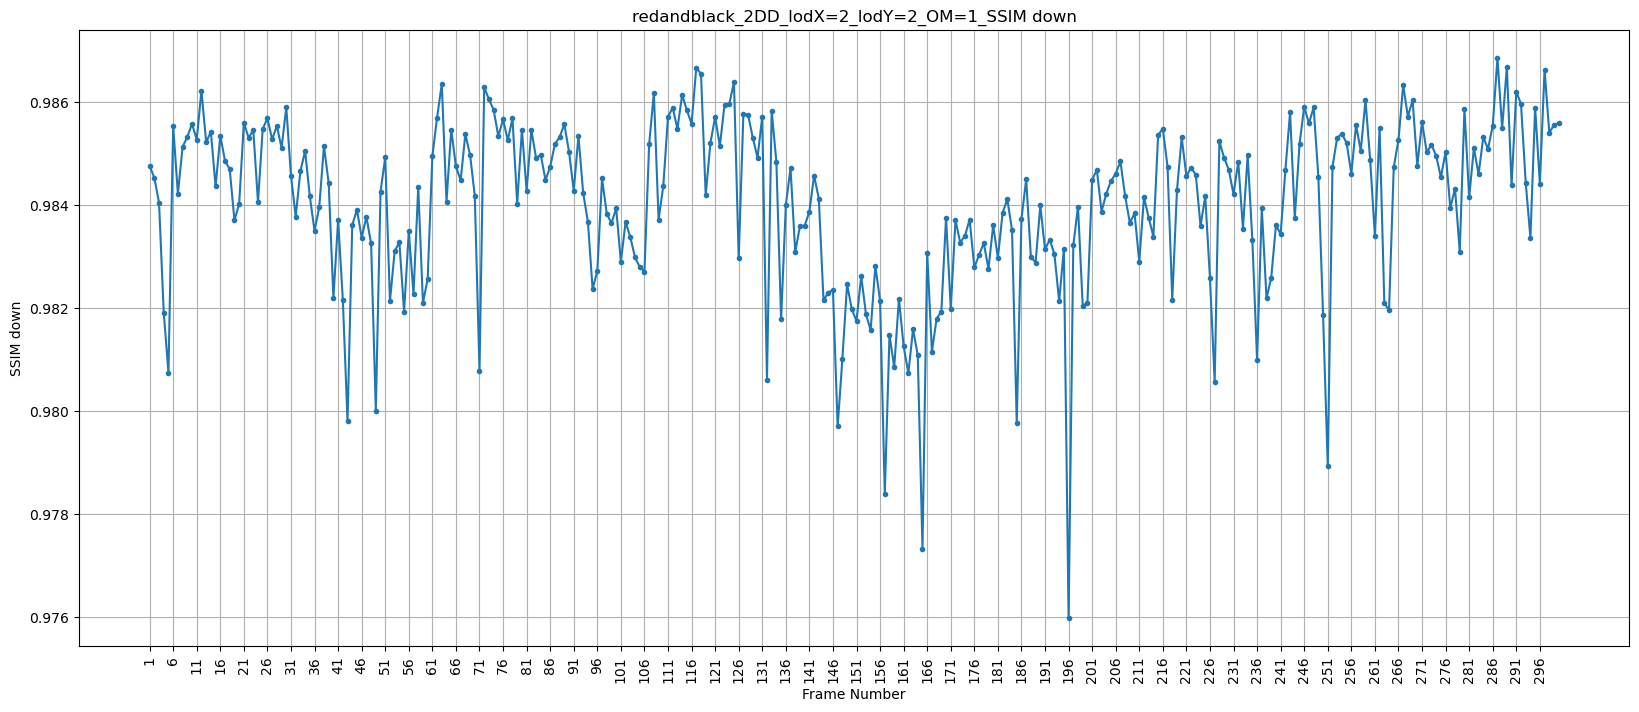 redandblack_2DD_lodX=2_lodY=2_OM=1_SSIM down
SSIM down
0.986
0.984
0.982
0.980
0.978
0.976
1 6 11 16 21 26 31 36 41 46 51 56 61 66 71 76 81 86 91 96 101 106 111 116 121 126 131 136 141 146 151 156 161 166 171 176 181 186 191 196 201 206 211 216 221 226 231 236 241 246 251 256 261 266 271 276 281 286 291 296
Frame Number